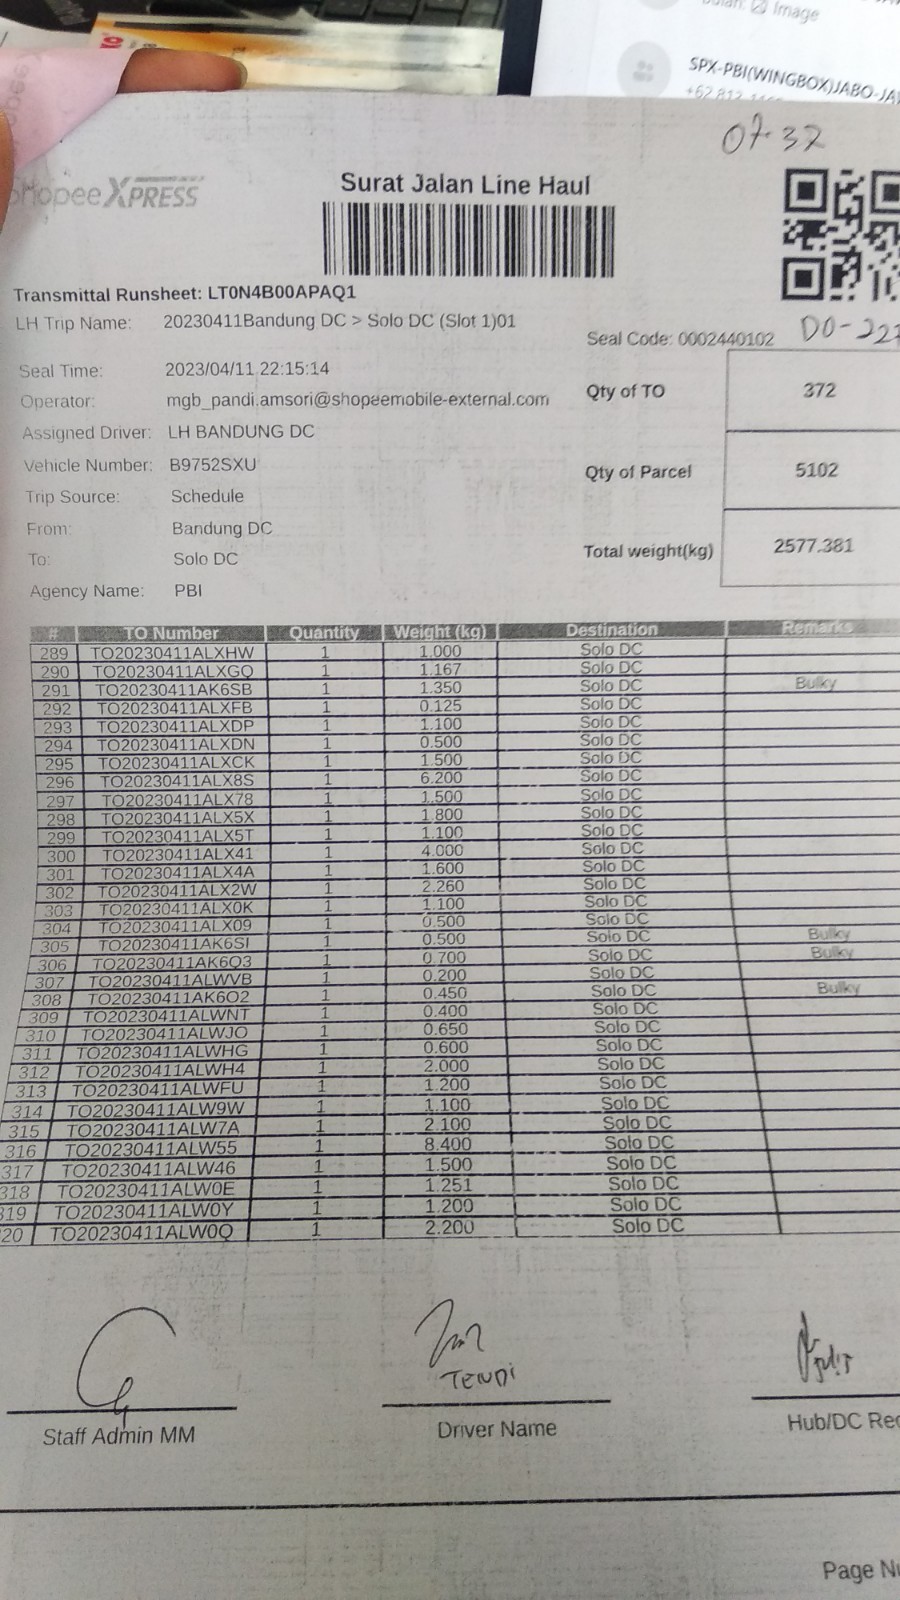 Image
SPX-PBI(WINGBOX)JABO-JA
07.37
Shopee XPRESS
Surat Jalan Line Haul
Transmittal Runsheet: LT0N4B00APAQ1
LH Trip Name: 20230411Bandung DC > Solo DC (Slot 1)01
Seal Code: 0002440102
DO-22
Seal Time: 2023/04/11 22:15:14
Operator: mgb_pandi.amsori@shopeemobile-external.com
Qty of TO 372
Assigned Driver: LH BANDUNG DC
Vehicle Number: B9752SXU
Qty of Parcel 5102
Trip Source: Schedule
From: Bandung DC
Total weight(kg) 2577.381
To: Solo DC
Agency Name: PBI
# TO Number Quantity Weight (kg) Destination Remarks
289 TO20230411ALXHW 1 1.000 Solo DC
290 TO20230411ALXGQ 1 1.167 Solo DC
291 TO20230411AK6SB 1 1.350 Solo DC Bulky
292 TO20230411ALXFB 1 0.125 Solo DC
293 TO20230411ALXDP 1 1.100 Solo DC
294 TO20230411ALXDN 1 0.500 Solo DC
295 TO20230411ALXCK 1 1.500 Solo DC
296 TO20230411ALX8S 1 6.200 Solo DC
297 TO20230411ALX78 1 1.500 Solo DC
298 TO20230411ALX5X 1 1.800 Solo DC
299 TO20230411ALX5T 1 1.100 Solo DC
300 TO20230411ALX41 1 4.000 Solo DC
301 TO20230411ALX4A 1 1.600 Solo DC
302 TO20230411ALX2W 1 2.260 Solo DC
303 TO20230411ALX0K 1 1.100 Solo DC
304 TO20230411ALX09 1 0.500 Solo DC
305 TO20230411AK6SI 1 0.500 Solo DC Bulky
306 TO20230411AK6Q3 1 0.700 Solo DC Bulky
307 TO20230411ALWVB 1 0.200 Solo DC
308 TO20230411AK6O2 1 0.450 Solo DC Bulky
309 TO20230411ALWNT 1 0.400 Solo DC
310 TO20230411ALWJO 1 0.650 Solo DC
311 TO20230411ALWHG 1 0.600 Solo DC
312 TO20230411ALWH4 1 2.000 Solo DC
313 TO20230411ALWFU 1 1.200 Solo DC
314 TO20230411ALW9W 1 1.100 Solo DC
315 TO20230411ALW7A 1 2.100 Solo DC
316 TO20230411ALW55 1 8.400 Solo DC
317 TO20230411ALW46 1 1.500 Solo DC
318 TO20230411ALW0E 1 1.251 Solo DC
319 TO20230411ALW0Y 1 1.200 Solo DC
20 TO20230411ALW0Q 1 2.200 Solo DC
TENDI
Staff Admin MM
Driver Name
Hub/DC Rec
Page Nu